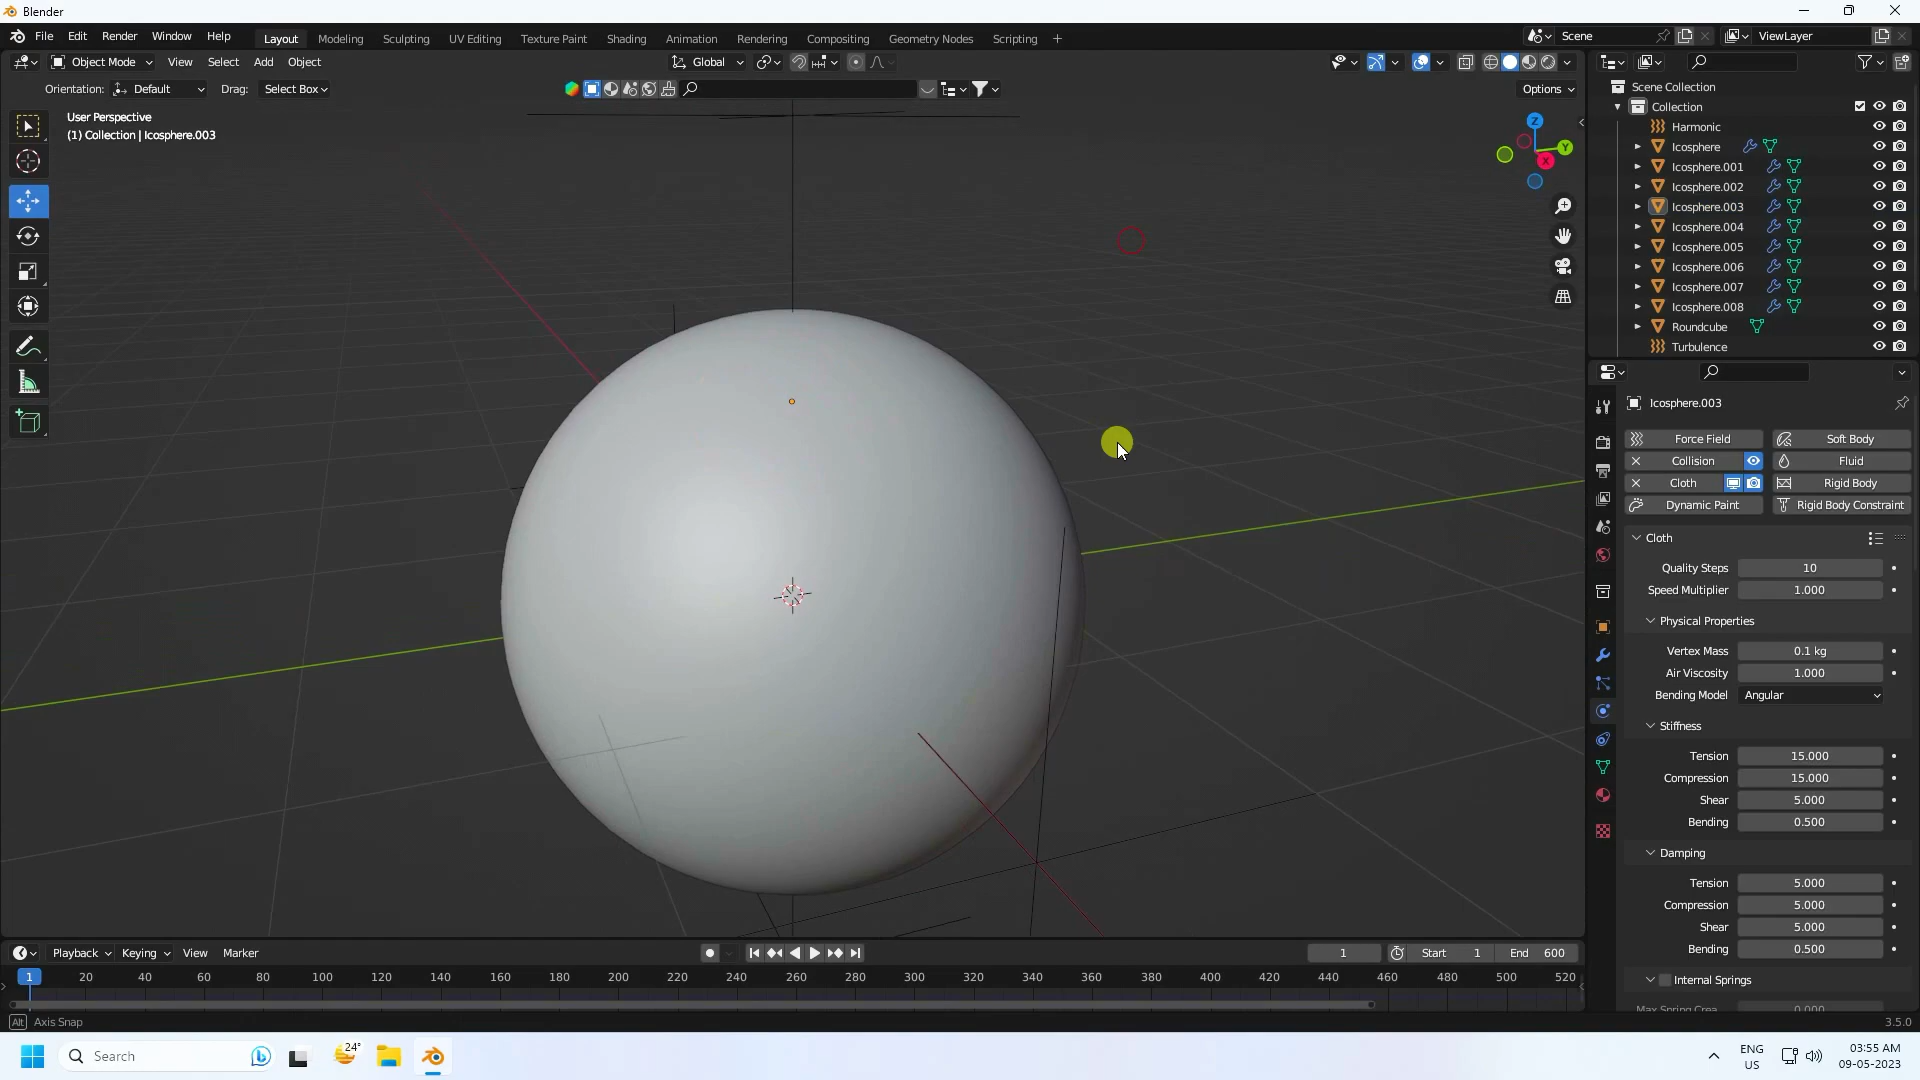 Blender
File Edit Render Window Help Layout Modeling Sculpting UV Editing Texture Paint Shading Animation Rendering Compositing Geometry Nodes Scripting + Scene ViewLayer
Object Mode View Select Add Object Global
Orientation: Default Drag: Select Box Options
User Perspective
(1) Collection | Icosphere.003
Z
Y
X
Scene Collection
Collection
Harmonic
Icosphere
Icosphere.001
Icosphere.002
Icosphere.003
Icosphere.004
Icosphere.005
Icosphere.006
Icosphere.007
Icosphere.008
Roundcube
Turbulence
Icosphere.003
Force Field Soft Body
Collision Fluid
Cloth Rigid Body
Dynamic Paint Rigid Body Constraint
Cloth
Quality Steps 10
Speed Multiplier 1.000
Physical Properties
Vertex Mass 0.1 kg
Air Viscosity 1.000
Bending Model Angular
Stiffness
Tension 15.000
Compression 15.000
Shear 5.000
Bending 0.500
Damping
Tension 5.000
Compression 5.000
Shear 5.000
Bending 0.500
Internal Springs
Max Spring Crea 0.000
Playback Keying View Marker 1 Start 1 End 600
1 20 40 60 80 100 120 140 160 180 200 220 240 260 280 300 320 340 360 380 400 420 440 460 480 500 520
Alt Axis Snap 3.5.0
Search 24° ENG US 03:55 AM
09-05-2023